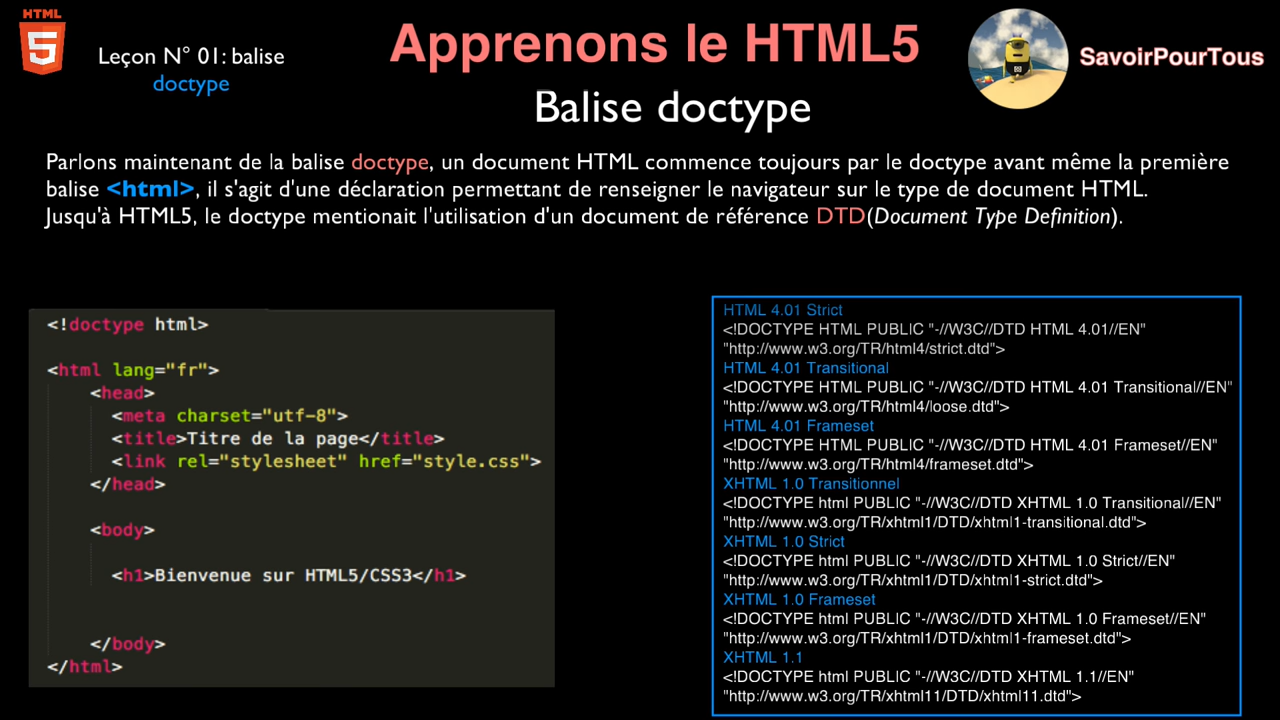 HTML
5
Leçon N° 01: balise
doctype
Apprenons le HTML5
Balise doctype
SavoirPourTous
Parlons maintenant de la balise doctype, un document HTML commence toujours par le doctype avant même la première
balise <html>, il s'agit d'une déclaration permettant de renseigner le navigateur sur le type de document HTML.
Jusqu'à HTML5, le doctype mentionait l'utilisation d'un document de référence DTD(Document Type Definition).
<!doctype html>
<html lang="fr">
<head>
<meta charset="utf-8">
<title>Titre de la page</title>
<link rel="stylesheet" href="style.css">
</head>
<body>
<h1>Bienvenue sur HTML5/CSS3</h1>
</body>
</html>
HTML 4.01 Strict
<!DOCTYPE HTML PUBLIC "-//W3C//DTD HTML 4.01//EN"
"http://www.w3.org/TR/html4/strict.dtd">
HTML 4.01 Transitional
<!DOCTYPE HTML PUBLIC "-//W3C//DTD HTML 4.01 Transitional//EN"
"http://www.w3.org/TR/html4/loose.dtd">
HTML 4.01 Frameset
<!DOCTYPE HTML PUBLIC "-//W3C//DTD HTML 4.01 Frameset//EN"
"http://www.w3.org/TR/html4/frameset.dtd">
XHTML 1.0 Transitionnel
<!DOCTYPE html PUBLIC "-//W3C//DTD XHTML 1.0 Transitional//EN"
"http://www.w3.org/TR/xhtml1/DTD/xhtml1-transitional.dtd">
XHTML 1.0 Strict
<!DOCTYPE html PUBLIC "-//W3C//DTD XHTML 1.0 Strict//EN"
"http://www.w3.org/TR/xhtml1/DTD/xhtml1-strict.dtd">
XHTML 1.0 Frameset
<!DOCTYPE html PUBLIC "-//W3C//DTD XHTML 1.0 Frameset//EN"
"http://www.w3.org/TR/xhtml1/DTD/xhtml1-frameset.dtd">
XHTML 1.1
<!DOCTYPE html PUBLIC "-//W3C//DTD XHTML 1.1//EN"
"http://www.w3.org/TR/xhtml11/DTD/xhtml11.dtd">